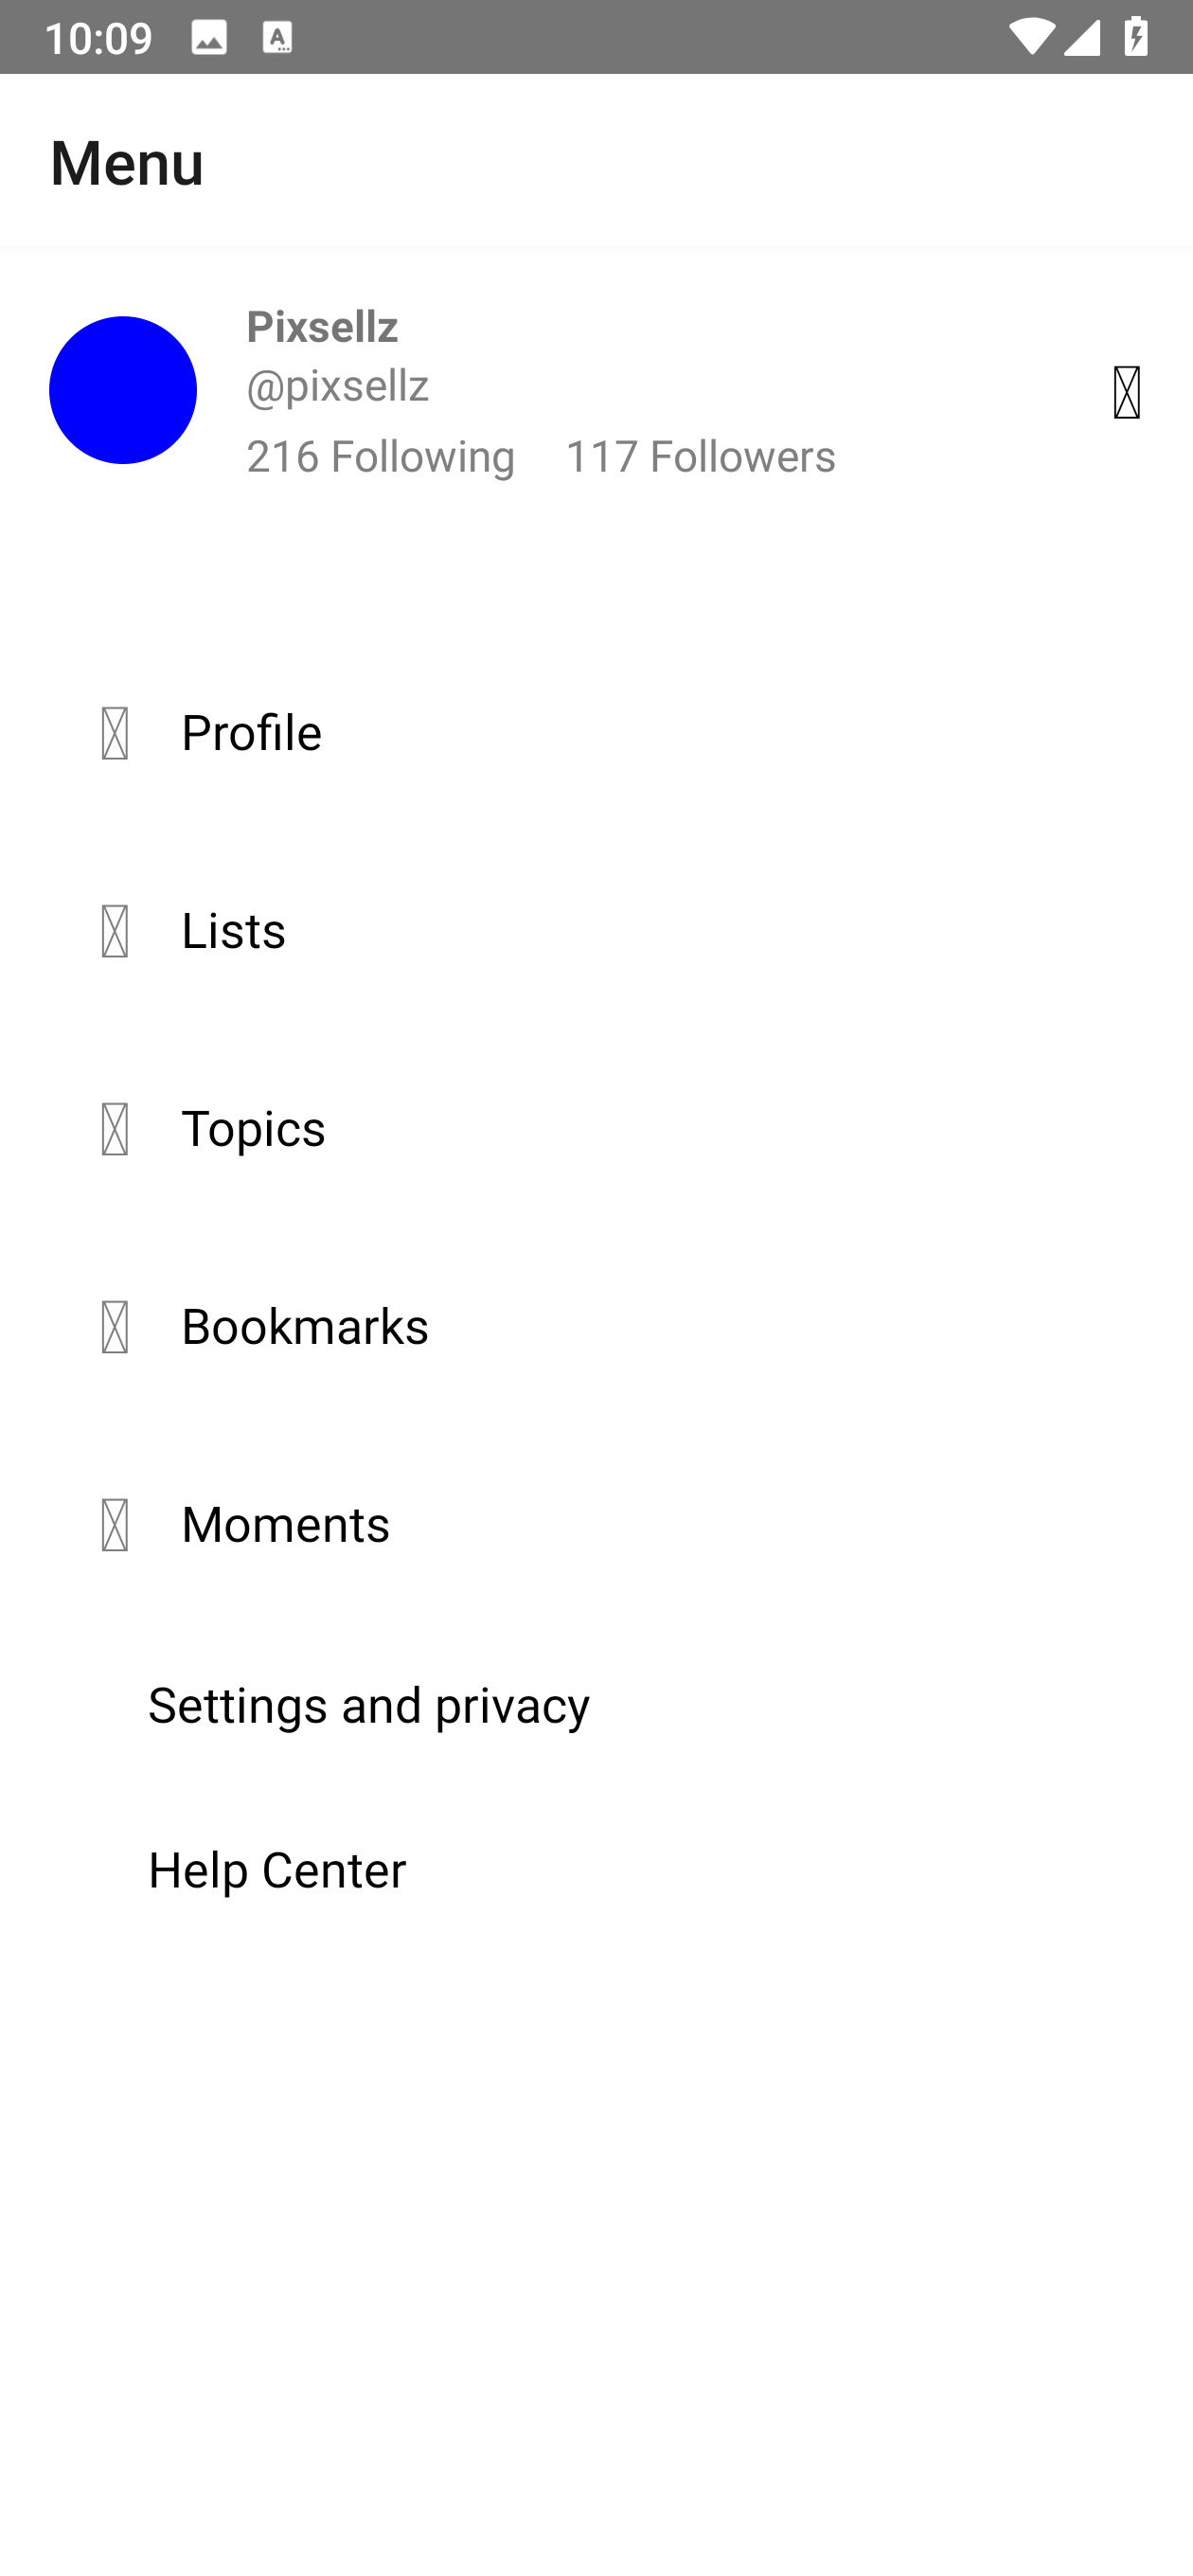 10:09
Menu
Pixsellz
@pixsellz
216 Following 117 Followers
Profile
Lists
Topics
Bookmarks
Moments
Settings and privacy
Help Center